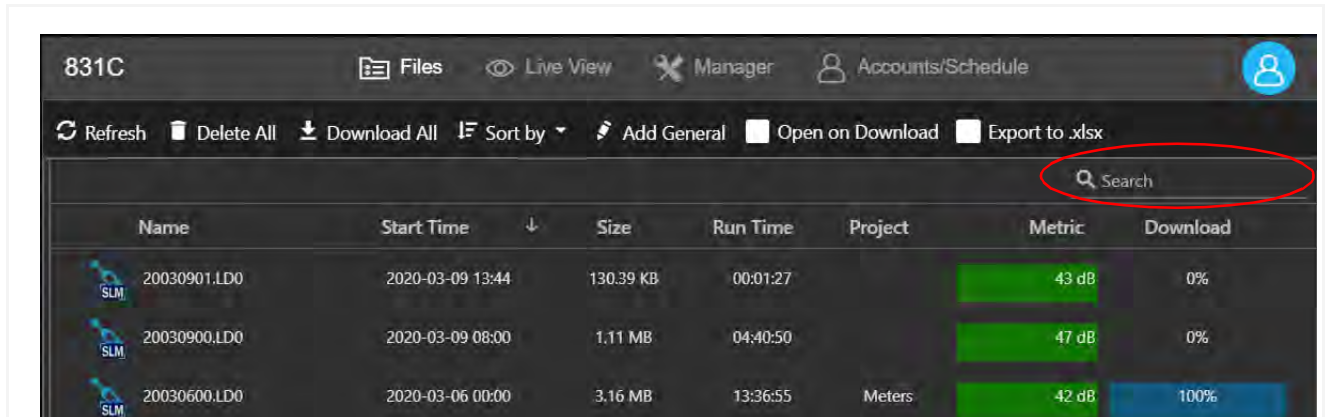 831C Files Live View Manager Accounts/Schedule
Refresh Delete All Download All Sort by Add General Open on Download Export to .xlsx
Search
Name Start Time Size Run Time Project Metric Download
SLM 20030901.LD0 2020-03-09 13:44 130.39 KB 00:01:27 43 dB 0%
SLM 20030900.LD0 2020-03-09 08:00 1.11 MB 04:40:50 47 dB 0%
SLM 20030600.LD0 2020-03-06 00:00 3.16 MB 13:36:55 Meters 42 dB 100%